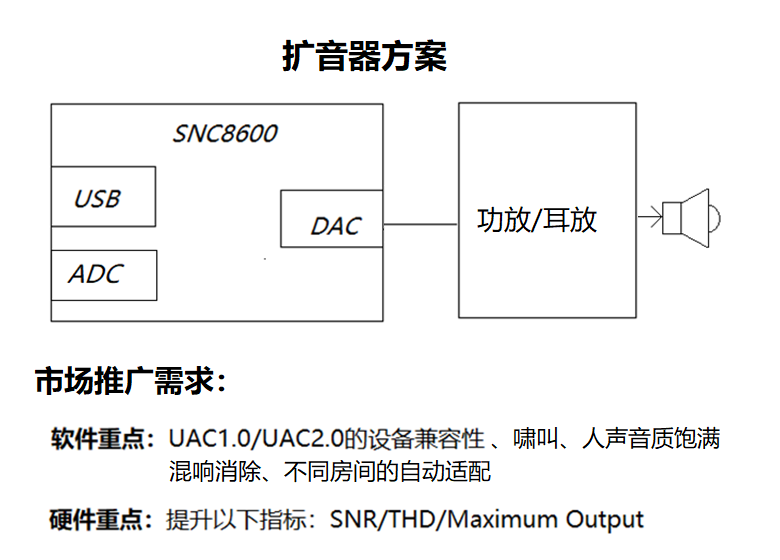 扩音器方案
SNC8600
USB
DAC
功放/耳放
ADC
市场推广需求：
软件重点：UAC1.0/UAC2.0的设备兼容性、啸叫、人声音质饱满
混响消除、不同房间的自动适配
硬件重点：提升以下指标：SNR/THD/Maximum Output